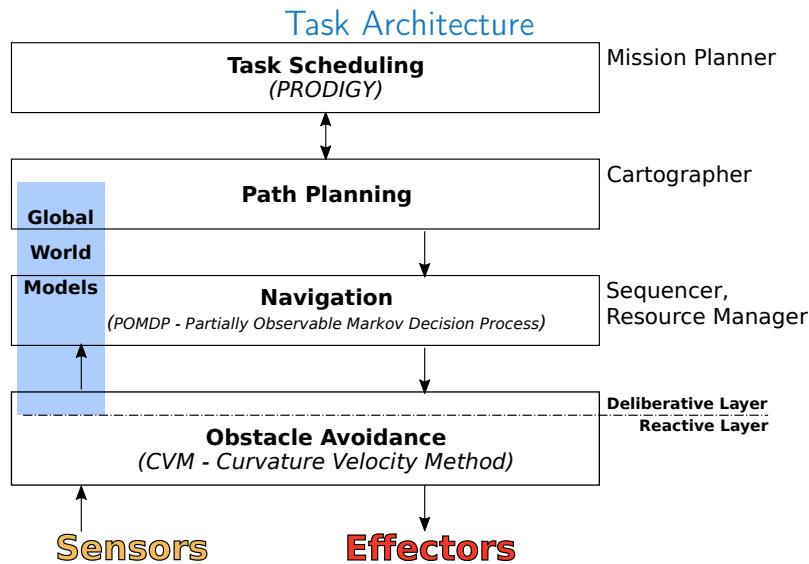 Task Architecture
Task Scheduling
(PRODIGY)
Mission Planner
Path Planning
Cartographer
Global
World
Models
Navigation
(POMDP - Partially Observable Markov Decision Process)
Sequencer,
Resource Manager
Deliberative Layer
Reactive Layer
Obstacle Avoidance
(CVM - Curvature Velocity Method)
Sensors
Effectors